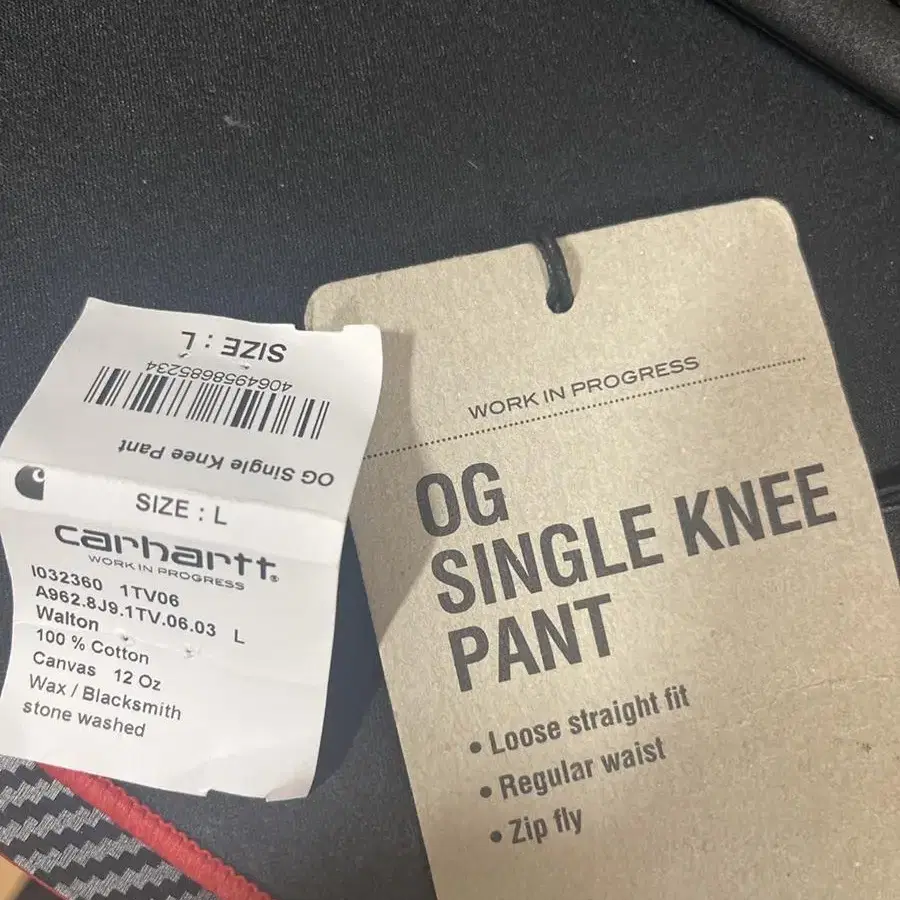 SIZE : L
4064958685234
OG Single Knee Pant
SIZE : L
carhartt®
WORK IN PROGRESS
I032360 1TV06
A962.8J9.1TV.06.03 L
Walton
100 % Cotton
Canvas 12 Oz
Wax / Blacksmith
stone washed
WORK IN PROGRESS
OG
SINGLE KNEE
PANT
• Loose straight fit
• Regular waist
• Zip fly